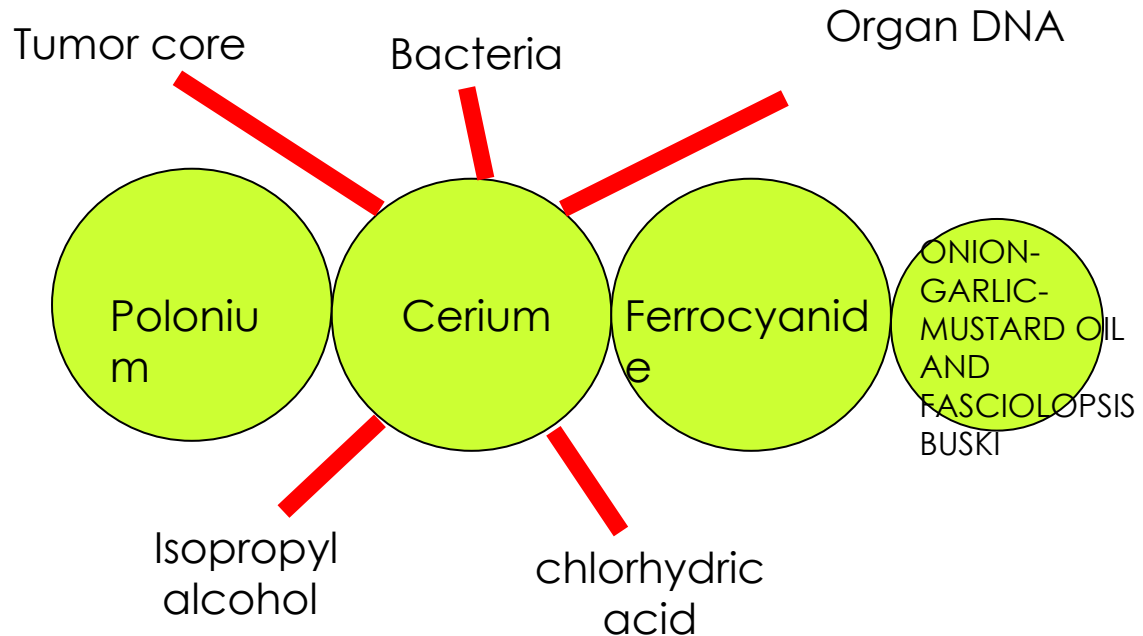 Tumor core
Bacteria
Organ DNA
Poloniu
m
Cerium
Ferrocyanid
e
ONION-
GARLIC-
MUSTARD OIL
AND
FASCIOLOPSIS
BUSKI
Isopropyl
alcohol
chlorhydric
acid